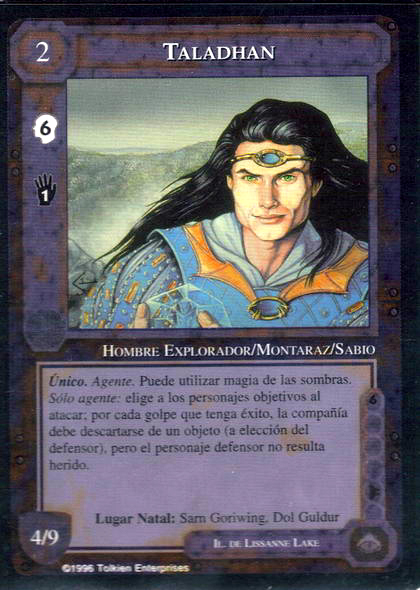 2
TALADHAN
6
1
HOMBRE EXPLORADOR/MONTARAZ/SABIO
Único. Agente. Puede utilizar magia de las sombras.
Sólo agente: elige a los personajes objetivos al
atacar; por cada golpe que tenga éxito, la compañía
debe descartarse de un objeto (a elección del
defensor), pero el personaje defensor no resulta
herido.
6
Lugar Natal: Sarn Goriwing, Dol Guldur
4/9
IL. DE LISSANNE LAKE
©1996 Tolkien Enterprises